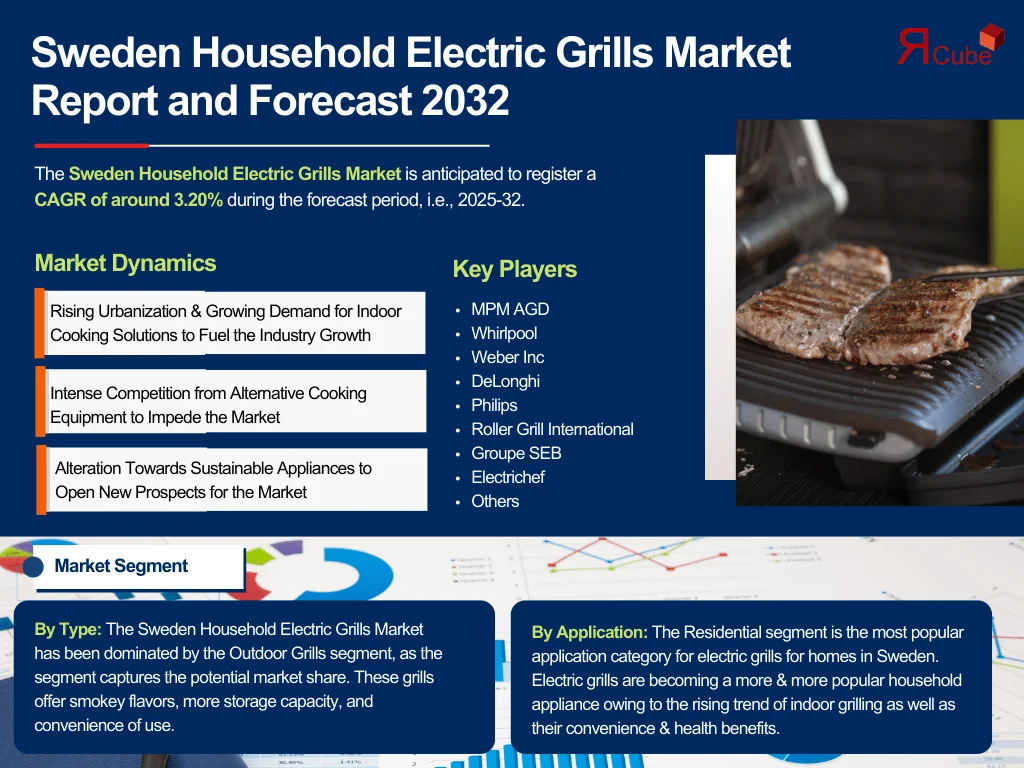 Sweden Household Electric Grills Market
Report and Forecast 2032
ЯCube
The Sweden Household Electric Grills Market is anticipated to register a
CAGR of around 3.20% during the forecast period, i.e., 2025-32.
Market Dynamics
Rising Urbanization & Growing Demand for Indoor
Cooking Solutions to Fuel the Industry Growth
Intense Competition from Alternative Cooking
Equipment to Impede the Market
Alteration Towards Sustainable Appliances to
Open New Prospects for the Market
Key Players
• MPM AGD
• Whirlpool
• Weber Inc
• DeLonghi
• Philips
• Roller Grill International
• Groupe SEB
• Electrichef
• Others
Market Segment
By Type: The Sweden Household Electric Grills Market
has been dominated by the Outdoor Grills segment, as the
segment captures the potential market share. These grills
offer smokey flavors, more storage capacity, and
convenience of use.
By Application: The Residential segment is the most popular
application category for electric grills for homes in Sweden.
Electric grills are becoming a more & more popular household
appliance owing to the rising trend of indoor grilling as well as
their convenience & health benefits.